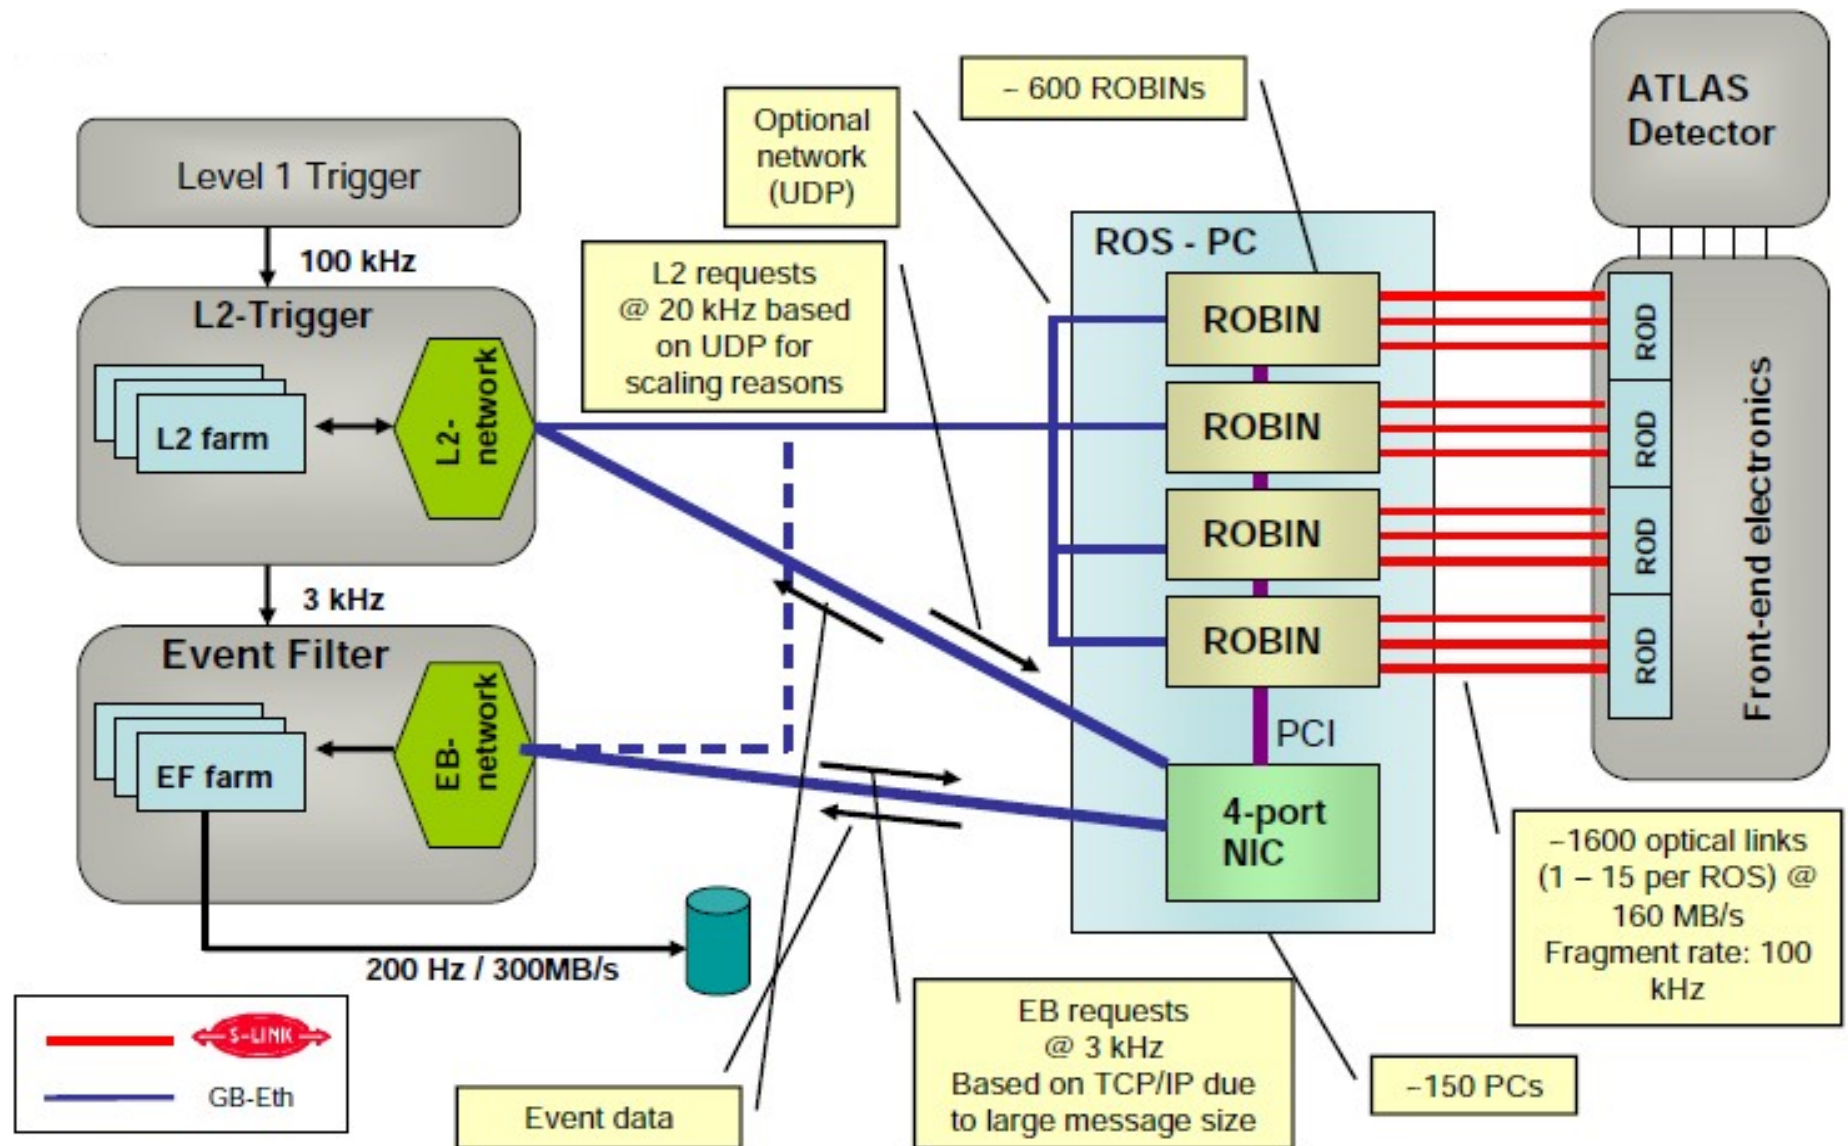 ATLAS
Detector
~ 600 ROBINs
Optional
network
(UDP)
Level 1 Trigger
100 kHz
L2 requests
@ 20 kHz based
on UDP for
scaling reasons
ROS - PC
L2-Trigger
L2 farm
L2-
network
ROBIN
ROBIN
ROBIN
ROBIN
ROD
ROD
ROD
ROD
Front-end electronics
3 kHz
Event Filter
EF farm
EB-
network
PCI
4-port
NIC
~1600 optical links
(1 – 15 per ROS) @
160 MB/s
Fragment rate: 100
kHz
200 Hz / 300MB/s
S-LINK
GB-Eth
Event data
EB requests
@ 3 kHz
Based on TCP/IP due
to large message size
~150 PCs